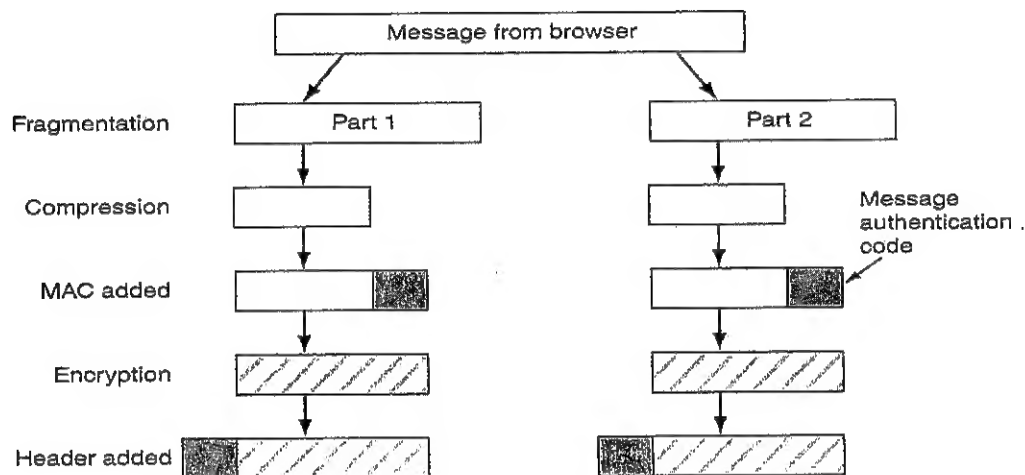 Message from browser
Fragmentation
Part 1
Part 2
Compression
Message
authentication
code
MAC added
Encryption
Header added